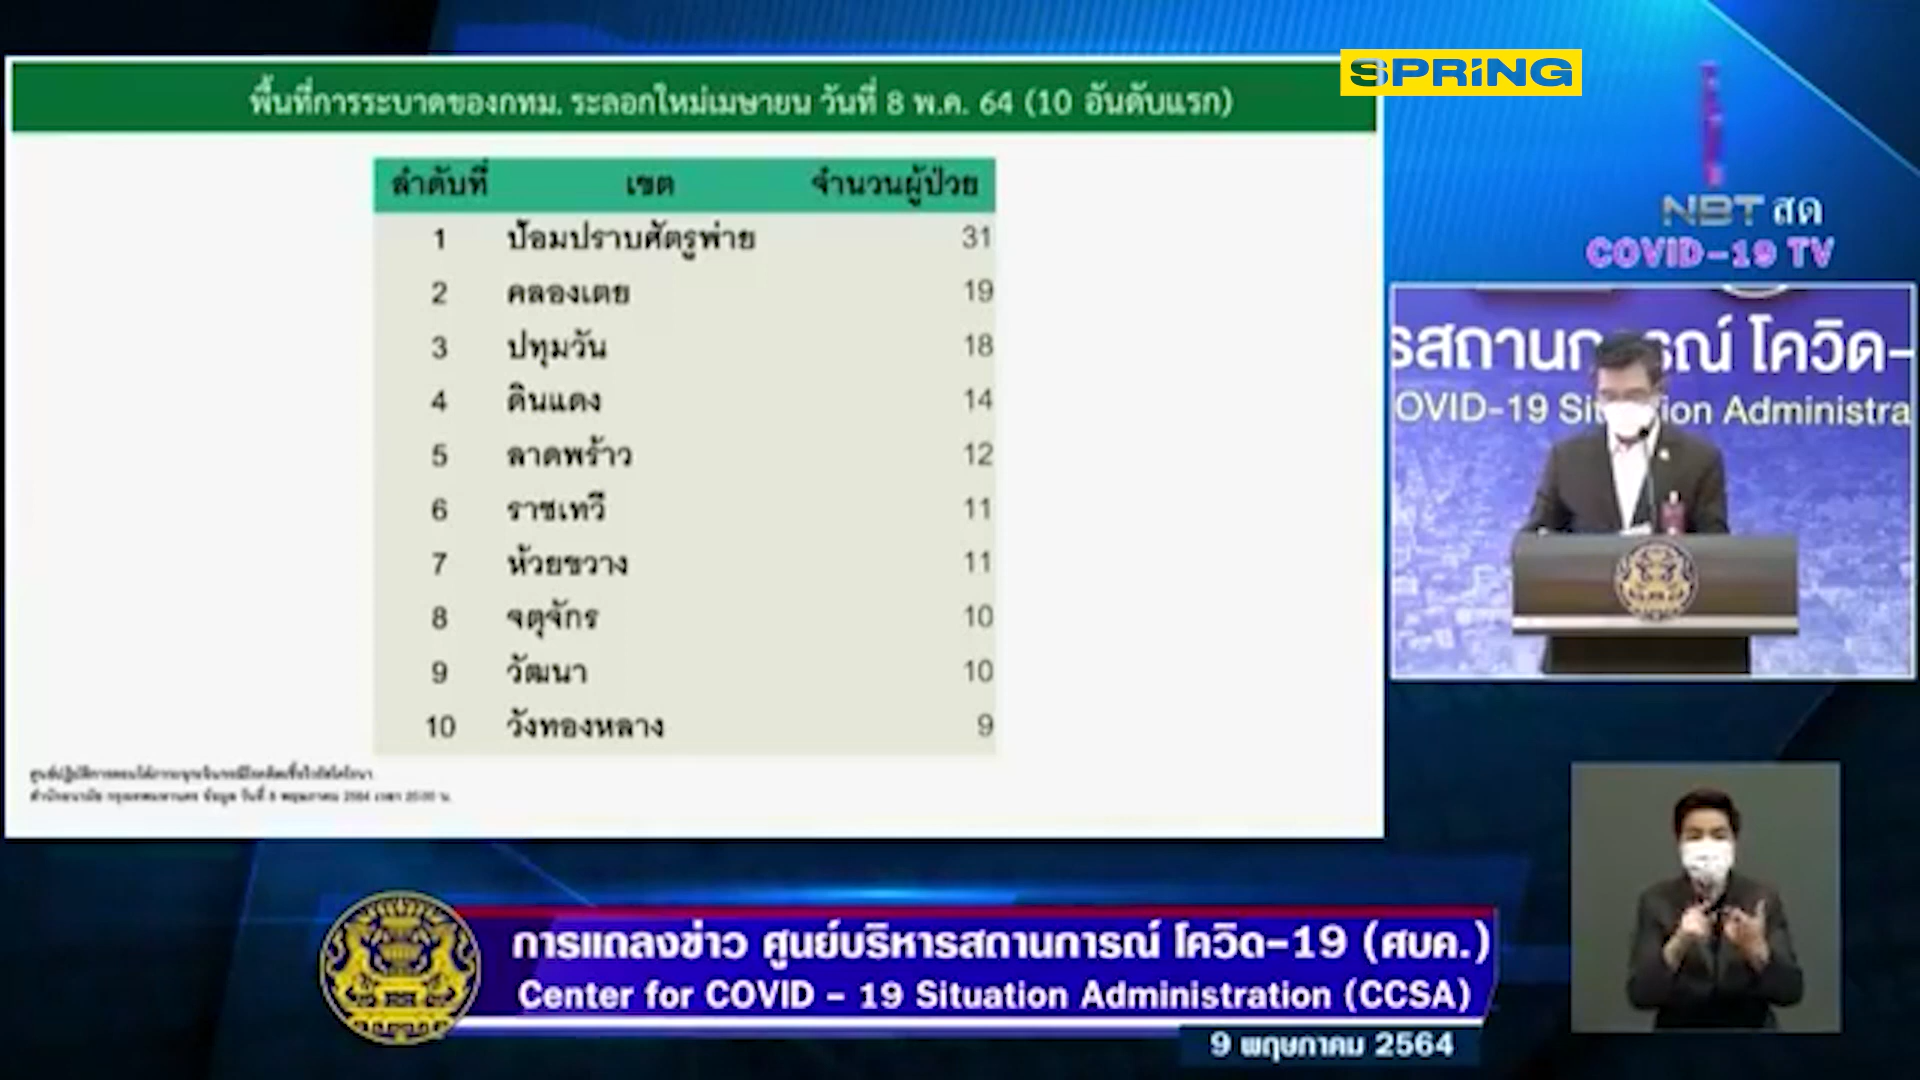 SPRiNG
พื้นที่การระบาดของกทม. ระลอกใหม่เมษายน วันที่ 8 พ.ค. 64 (10 อันดับแรก)
ลำดับที่ เขต จำนวนผู้ป่วย
1 ป้อมปราบศัตรูพ่าย 31
2 คลองเตย 19
3 ปทุมวัน 18
4 ดินแดง 14
5 ลาดพร้าว 12
6 ราชเทวี 11
7 ห้วยขวาง 11
8 จตุจักร 10
9 วัฒนา 10
10 วังทองหลาง 9
NBT สด
COVID-19 TV
รสถานการณ์ โควิด-
OVID-19 Si ion Administra
การแถลงข่าว ศูนย์บริหารสถานการณ์ โควิด-19 (ศบค.)
Center for COVID - 19 Situation Administration (CCSA)
9 พฤษภาคม 2564